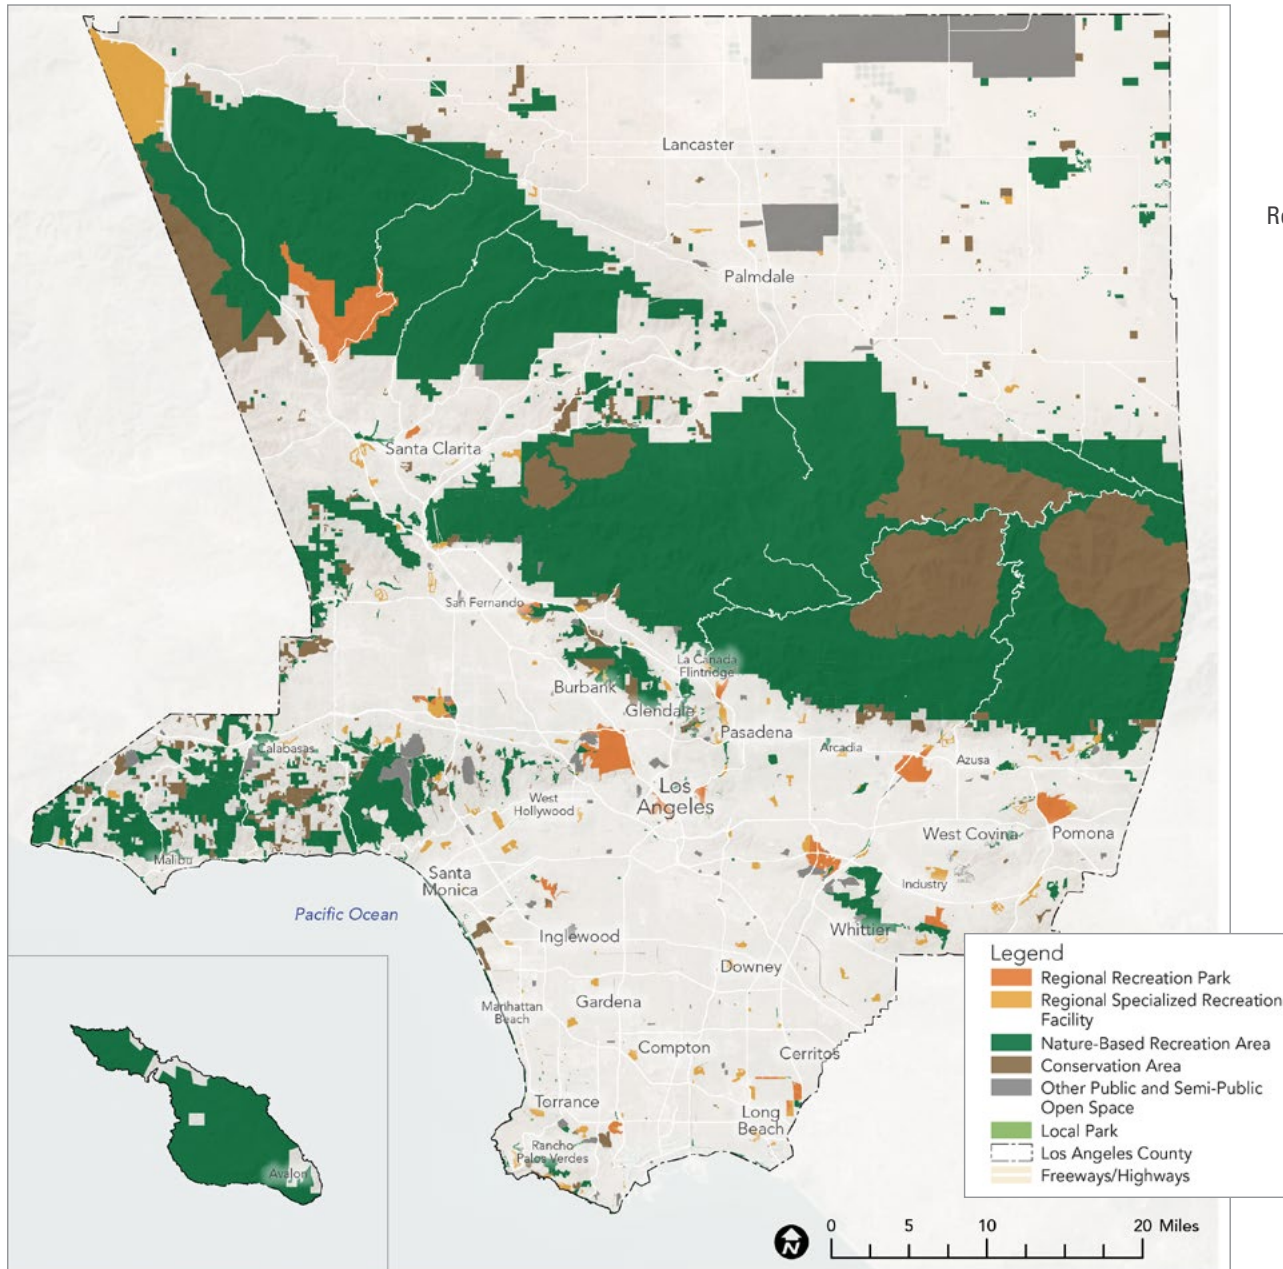 Lancaster
Re
Palmdale
Santa Clarita
San Fernando
La Canada
Flintridge
Burbank
Glendale
Pasadena
Calabasas
Arcadia
Azusa
Los
Angeles
West
Hollywood
West Covina
Pomona
Malibu
Santa
Monica
Industry
Pacific Ocean
Inglewood
Whittier
Downey
Manhattan
Beach
Gardena
Compton
Cerritos
Torrance
Long
Beach
Rancho
Palos Verdes
Avalon
Legend
Regional Recreation Park
Regional Specialized Recreation
Facility
Nature-Based Recreation Area
Conservation Area
Other Public and Semi-Public
Open Space
Local Park
Los Angeles County
Freeways/Highways
N
0 5 10 20 Miles